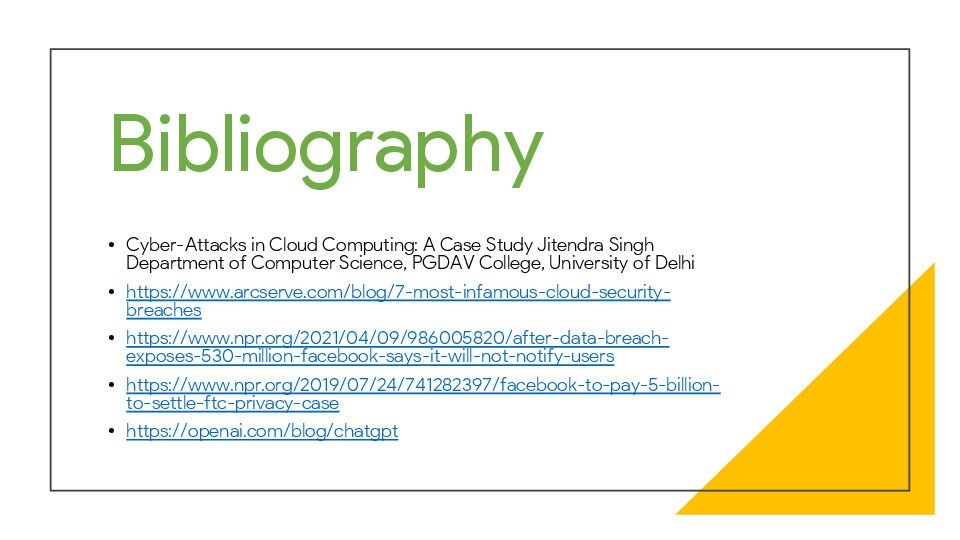 Bibliography
• Cyber-Attacks in Cloud Computing: A Case Study Jitendra Singh
Department of Computer Science, PGDAV College, University of Delhi
• https://www.arcserve.com/blog/7-most-infamous-cloud-security-
breaches
• https://www.npr.org/2021/04/09/986005820/after-data-breach-
exposes-530-million-facebook-says-it-will-not-notify-users
• https://www.npr.org/2019/07/24/741282397/facebook-to-pay-5-billion-
to-settle-ftc-privacy-case
• https://openai.com/blog/chatgpt